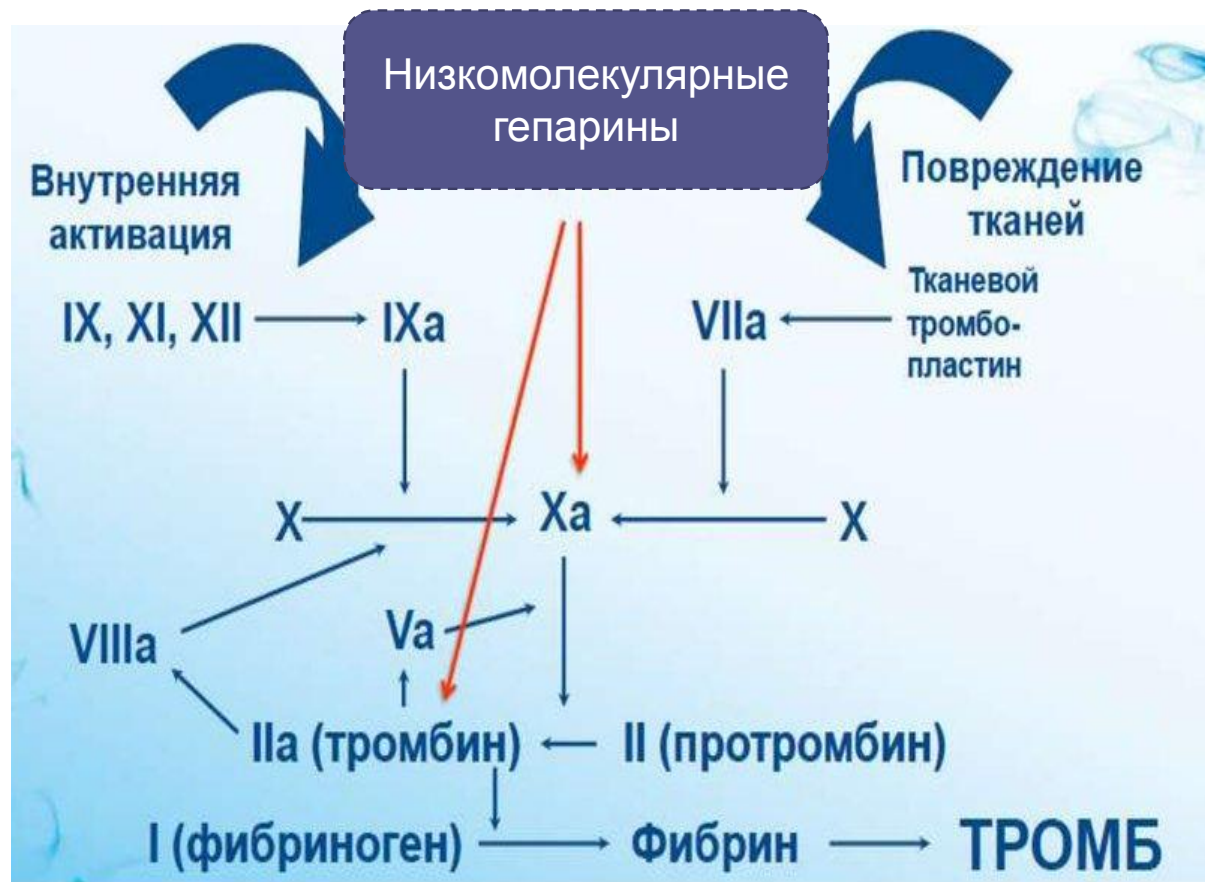 Низкомолекулярные
гепарины
Внутренняя
активация
Повреждение
тканей
IX, XI, XII
IXa
VIIa
Тканевой
тромбо-
пластин
X
Xa
X
VIIIa
Va
IIa (тромбин)
II (протромбин)
I (фибриноген)
Фибрин
ТРОМБ